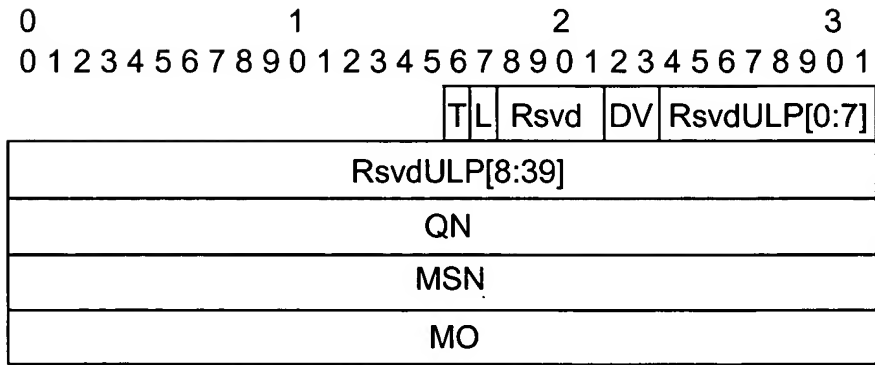 0 1 2 3
0 1 2 3 4 5 6 7 8 9 0 1 2 3 4 5 6 7 8 9 0 1 2 3 4 5 6 7 8 9 0 1
T L Rsvd DV RsvdULP[0:7]
RsvdULP[8:39]
QN
MSN
MO